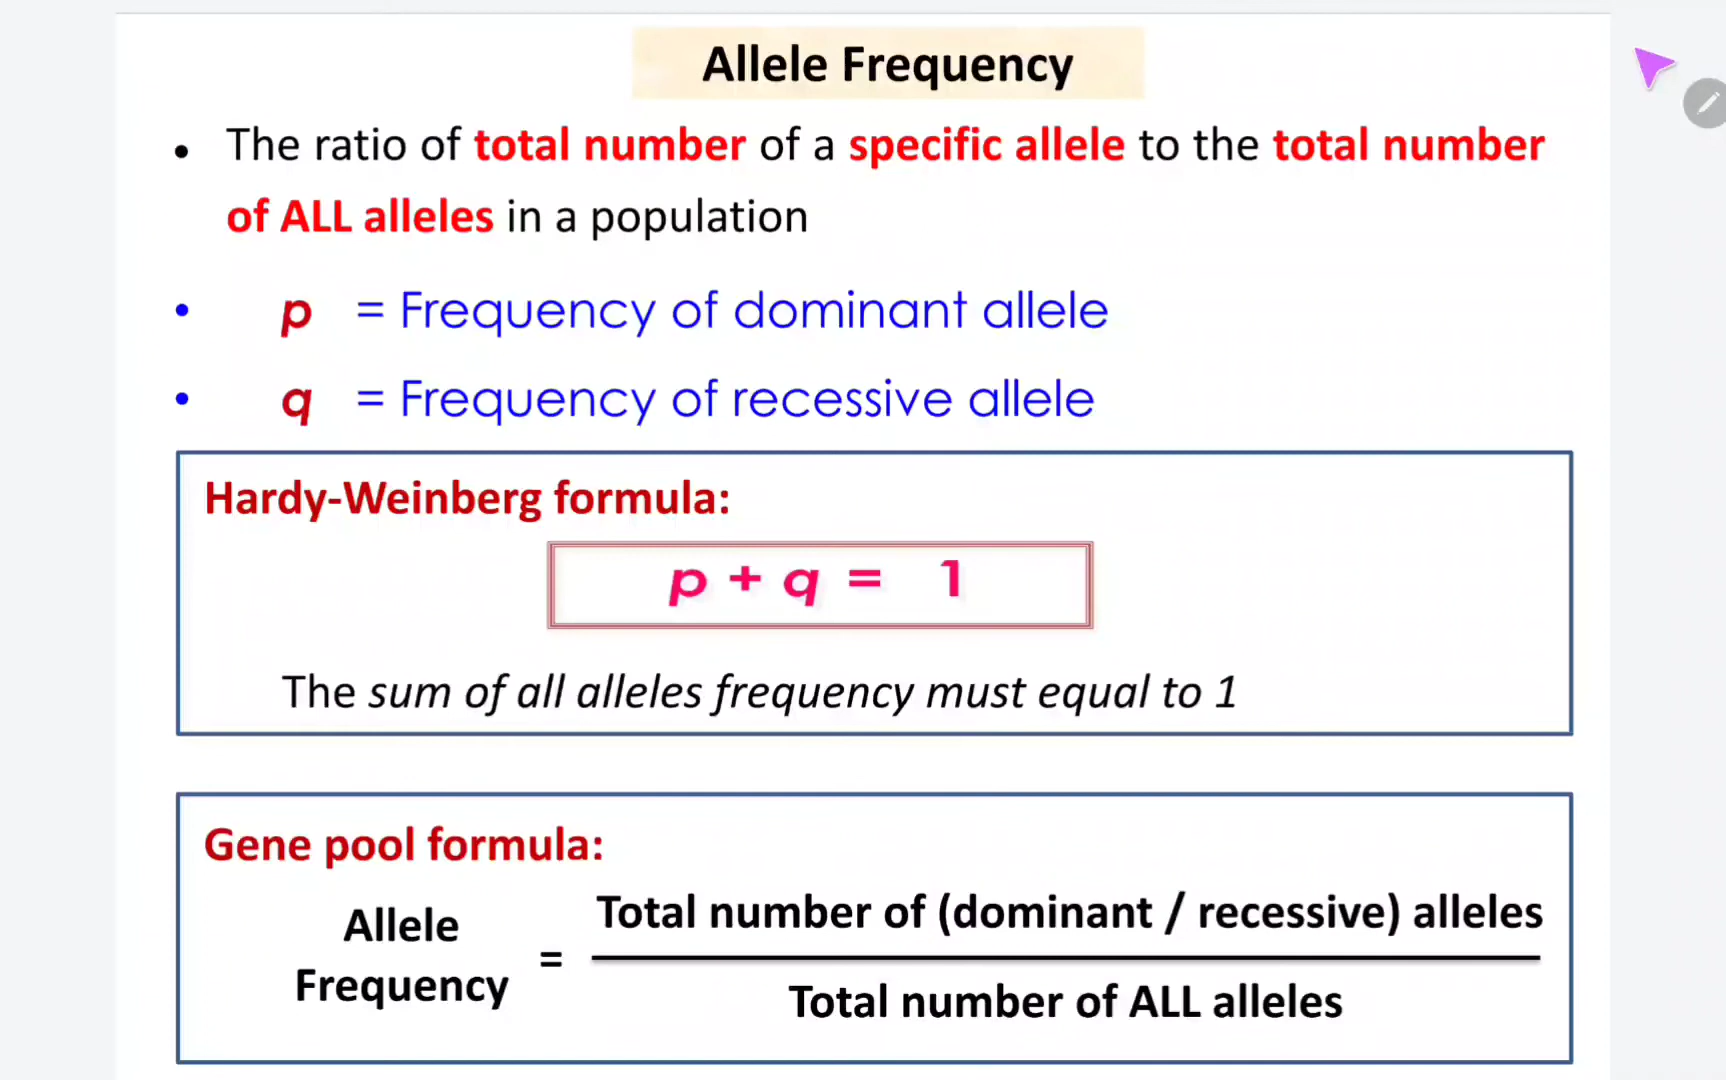 Allele Frequency
• The ratio of total number of a specific allele to the total number
of ALL alleles in a population
• p = Frequency of dominant allele
• q = Frequency of recessive allele
Hardy-Weinberg formula:
p + q = 1
The sum of all alleles frequency must equal to 1
Gene pool formula:
Allele Frequency = Total number of (dominant / recessive) alleles
Total number of ALL alleles